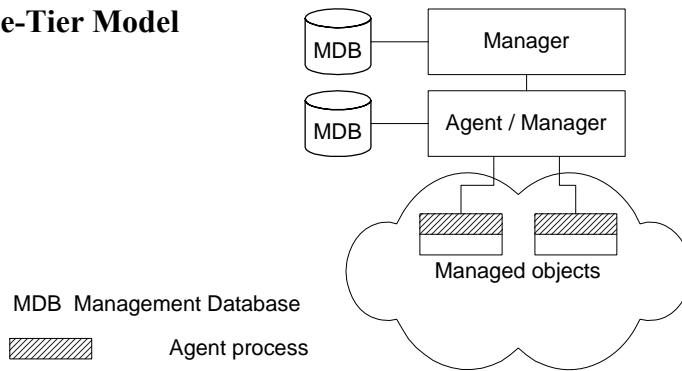 e-Tier Model
MDB
Manager
MDB
Agent / Manager
Managed objects
MDB Management Database
Agent process